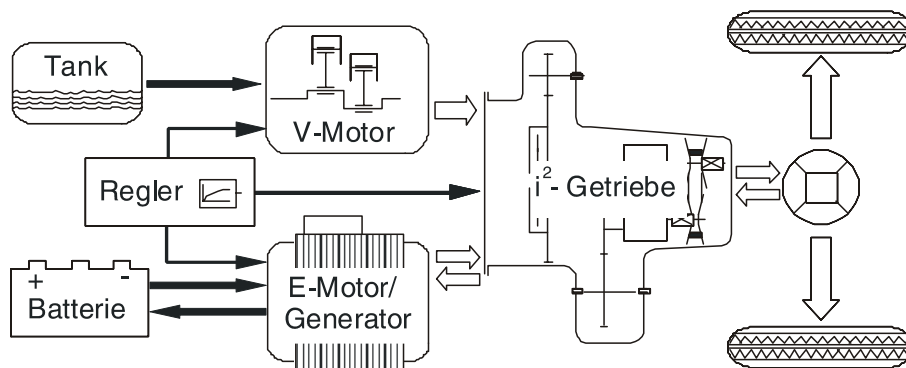 Tank
V-Motor
Regler
i²-Getriebe
+ -
Batterie
E-Motor/
Generator